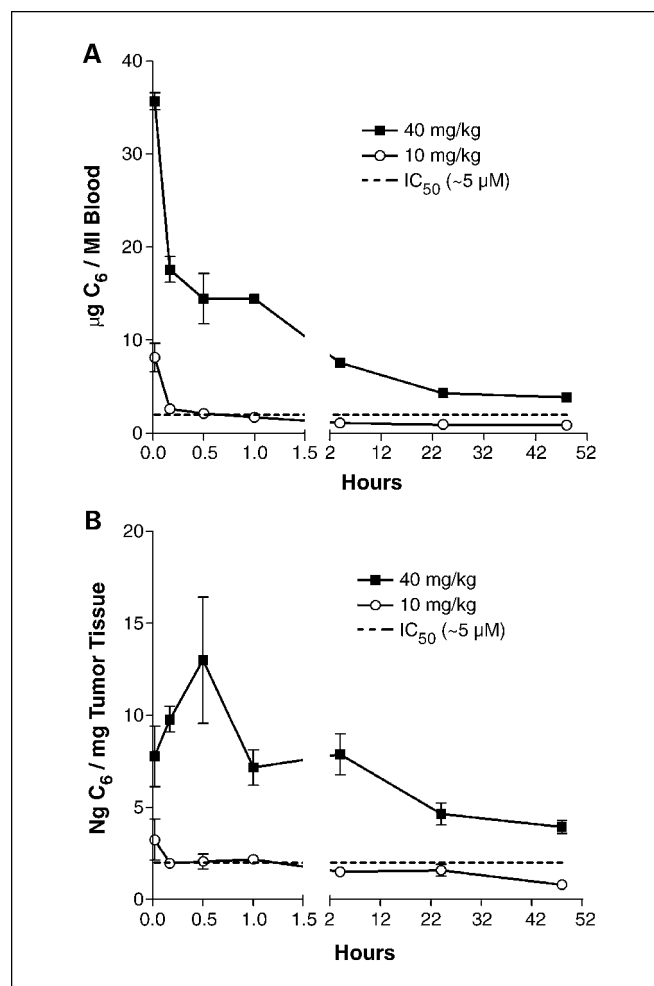 A
40
30
20
10
0
µg C6 / Ml Blood
40 mg/kg
10 mg/kg
IC50 (~5 µM)
0.0 0.5 1.0 1.5 2 12 22 32 42 52
Hours
B
20
15
10
5
0
Ng C6 / mg Tumor Tissue
40 mg/kg
10 mg/kg
IC50 (~5 µM)
0.0 0.5 1.0 1.5 2 12 22 32 42 52
Hours